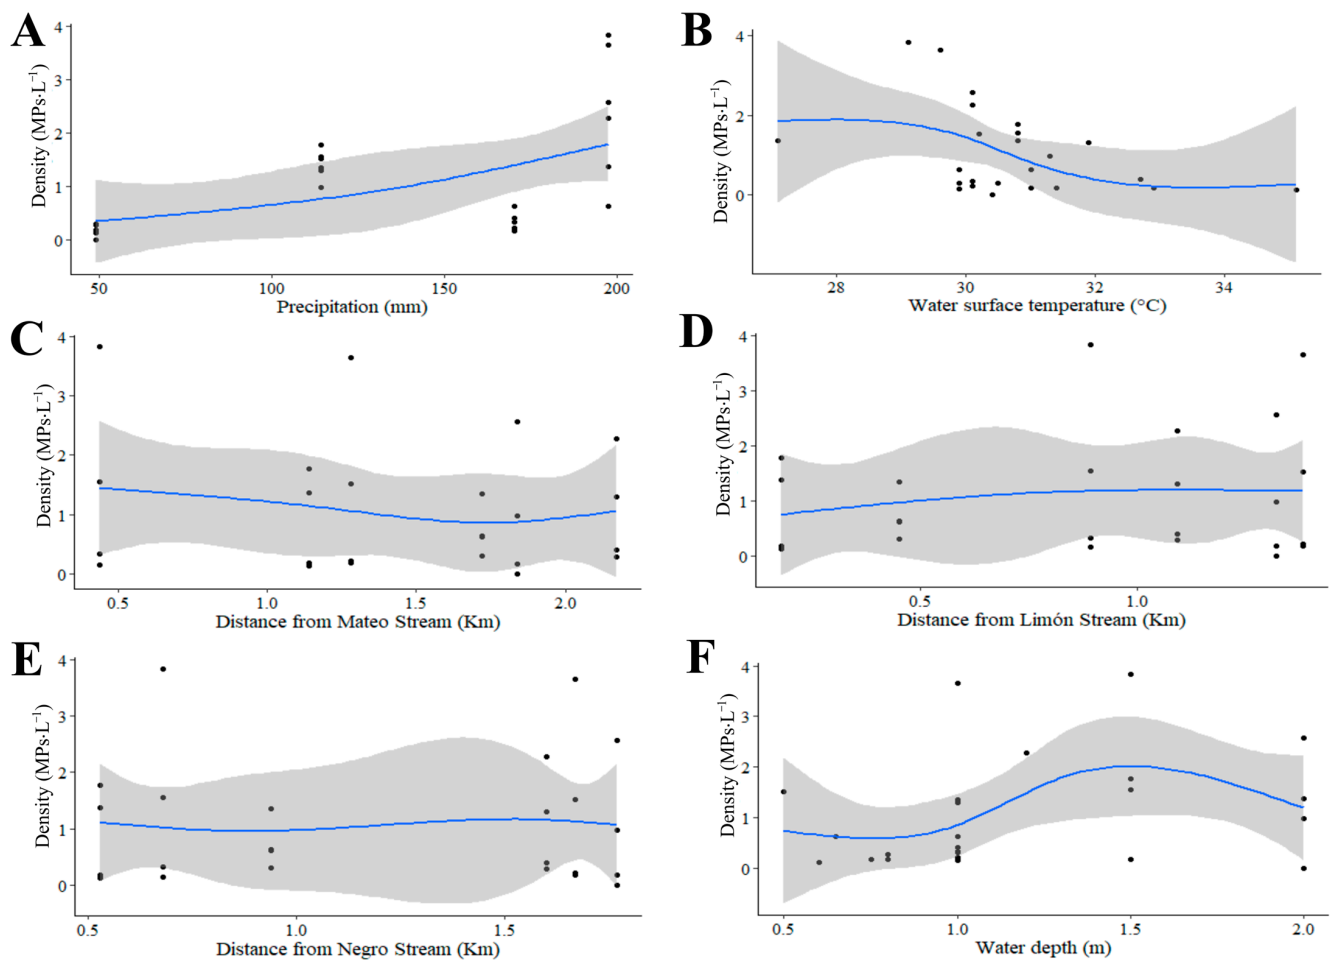 A
Density (MPs·L⁻¹)
4
3
2
1
0
50
100
150
200
Precipitation (mm)
B
Density (MPs·L⁻¹)
4
2
0
28
30
32
34
Water surface temperature (°C)
C
Density (MPs·L⁻¹)
4
3
2
1
0
0.5
1.0
1.5
2.0
Distance from Mateo Stream (Km)
D
Density (MPs·L⁻¹)
4
3
2
1
0
0.5
1.0
Distance from Limón Stream (Km)
E
Density (MPs·L⁻¹)
4
3
2
1
0
0.5
1.0
1.5
Distance from Negro Stream (Km)
F
Density (MPs·L⁻¹)
4
3
2
1
0
0.5
1.0
1.5
2.0
Water depth (m)